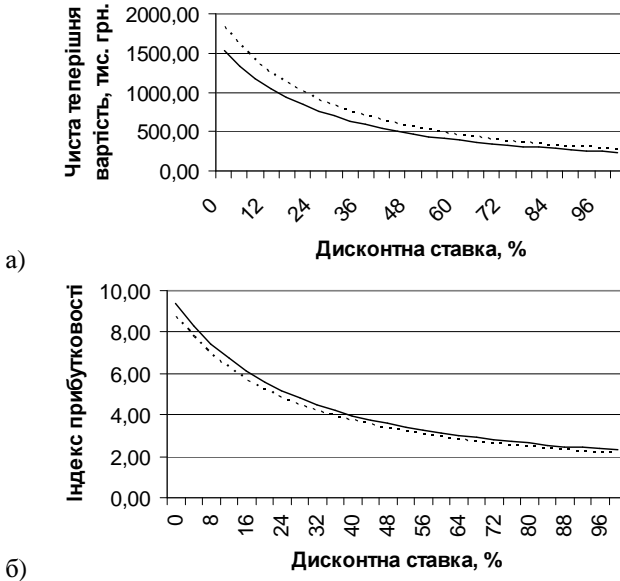 Чиста теперішня
вартість, тис. грн.
2000,00
1500,00
1000,00
500,00
0,00
0 12 24 36 48 60 72 84 96
Дисконтна ставка, %
а)
Індекс прибутковості
10,00
8,00
6,00
4,00
2,00
0,00
0 8 16 24 32 40 48 56 64 72 80 88 96
Дисконтна ставка, %
б)